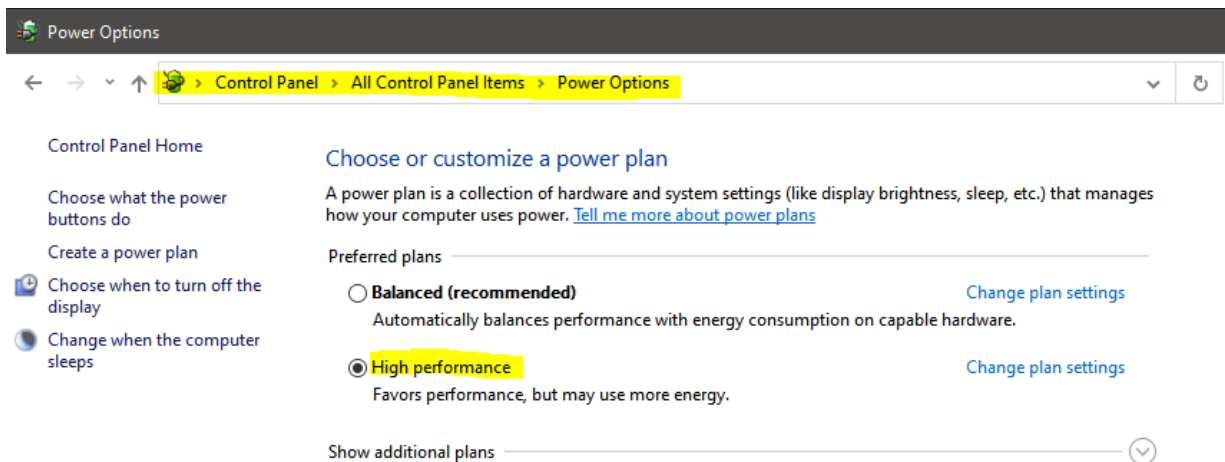 Power Options
Control Panel > All Control Panel Items > Power Options
Control Panel Home
Choose what the power
buttons do
Create a power plan
Choose when to turn off the
display
Change when the computer
sleeps
Choose or customize a power plan
A power plan is a collection of hardware and system settings (like display brightness, sleep, etc.) that manages
how your computer uses power. Tell me more about power plans
Preferred plans
Balanced (recommended)
Change plan settings
Automatically balances performance with energy consumption on capable hardware.
High performance
Change plan settings
Favors performance, but may use more energy.
Show additional plans